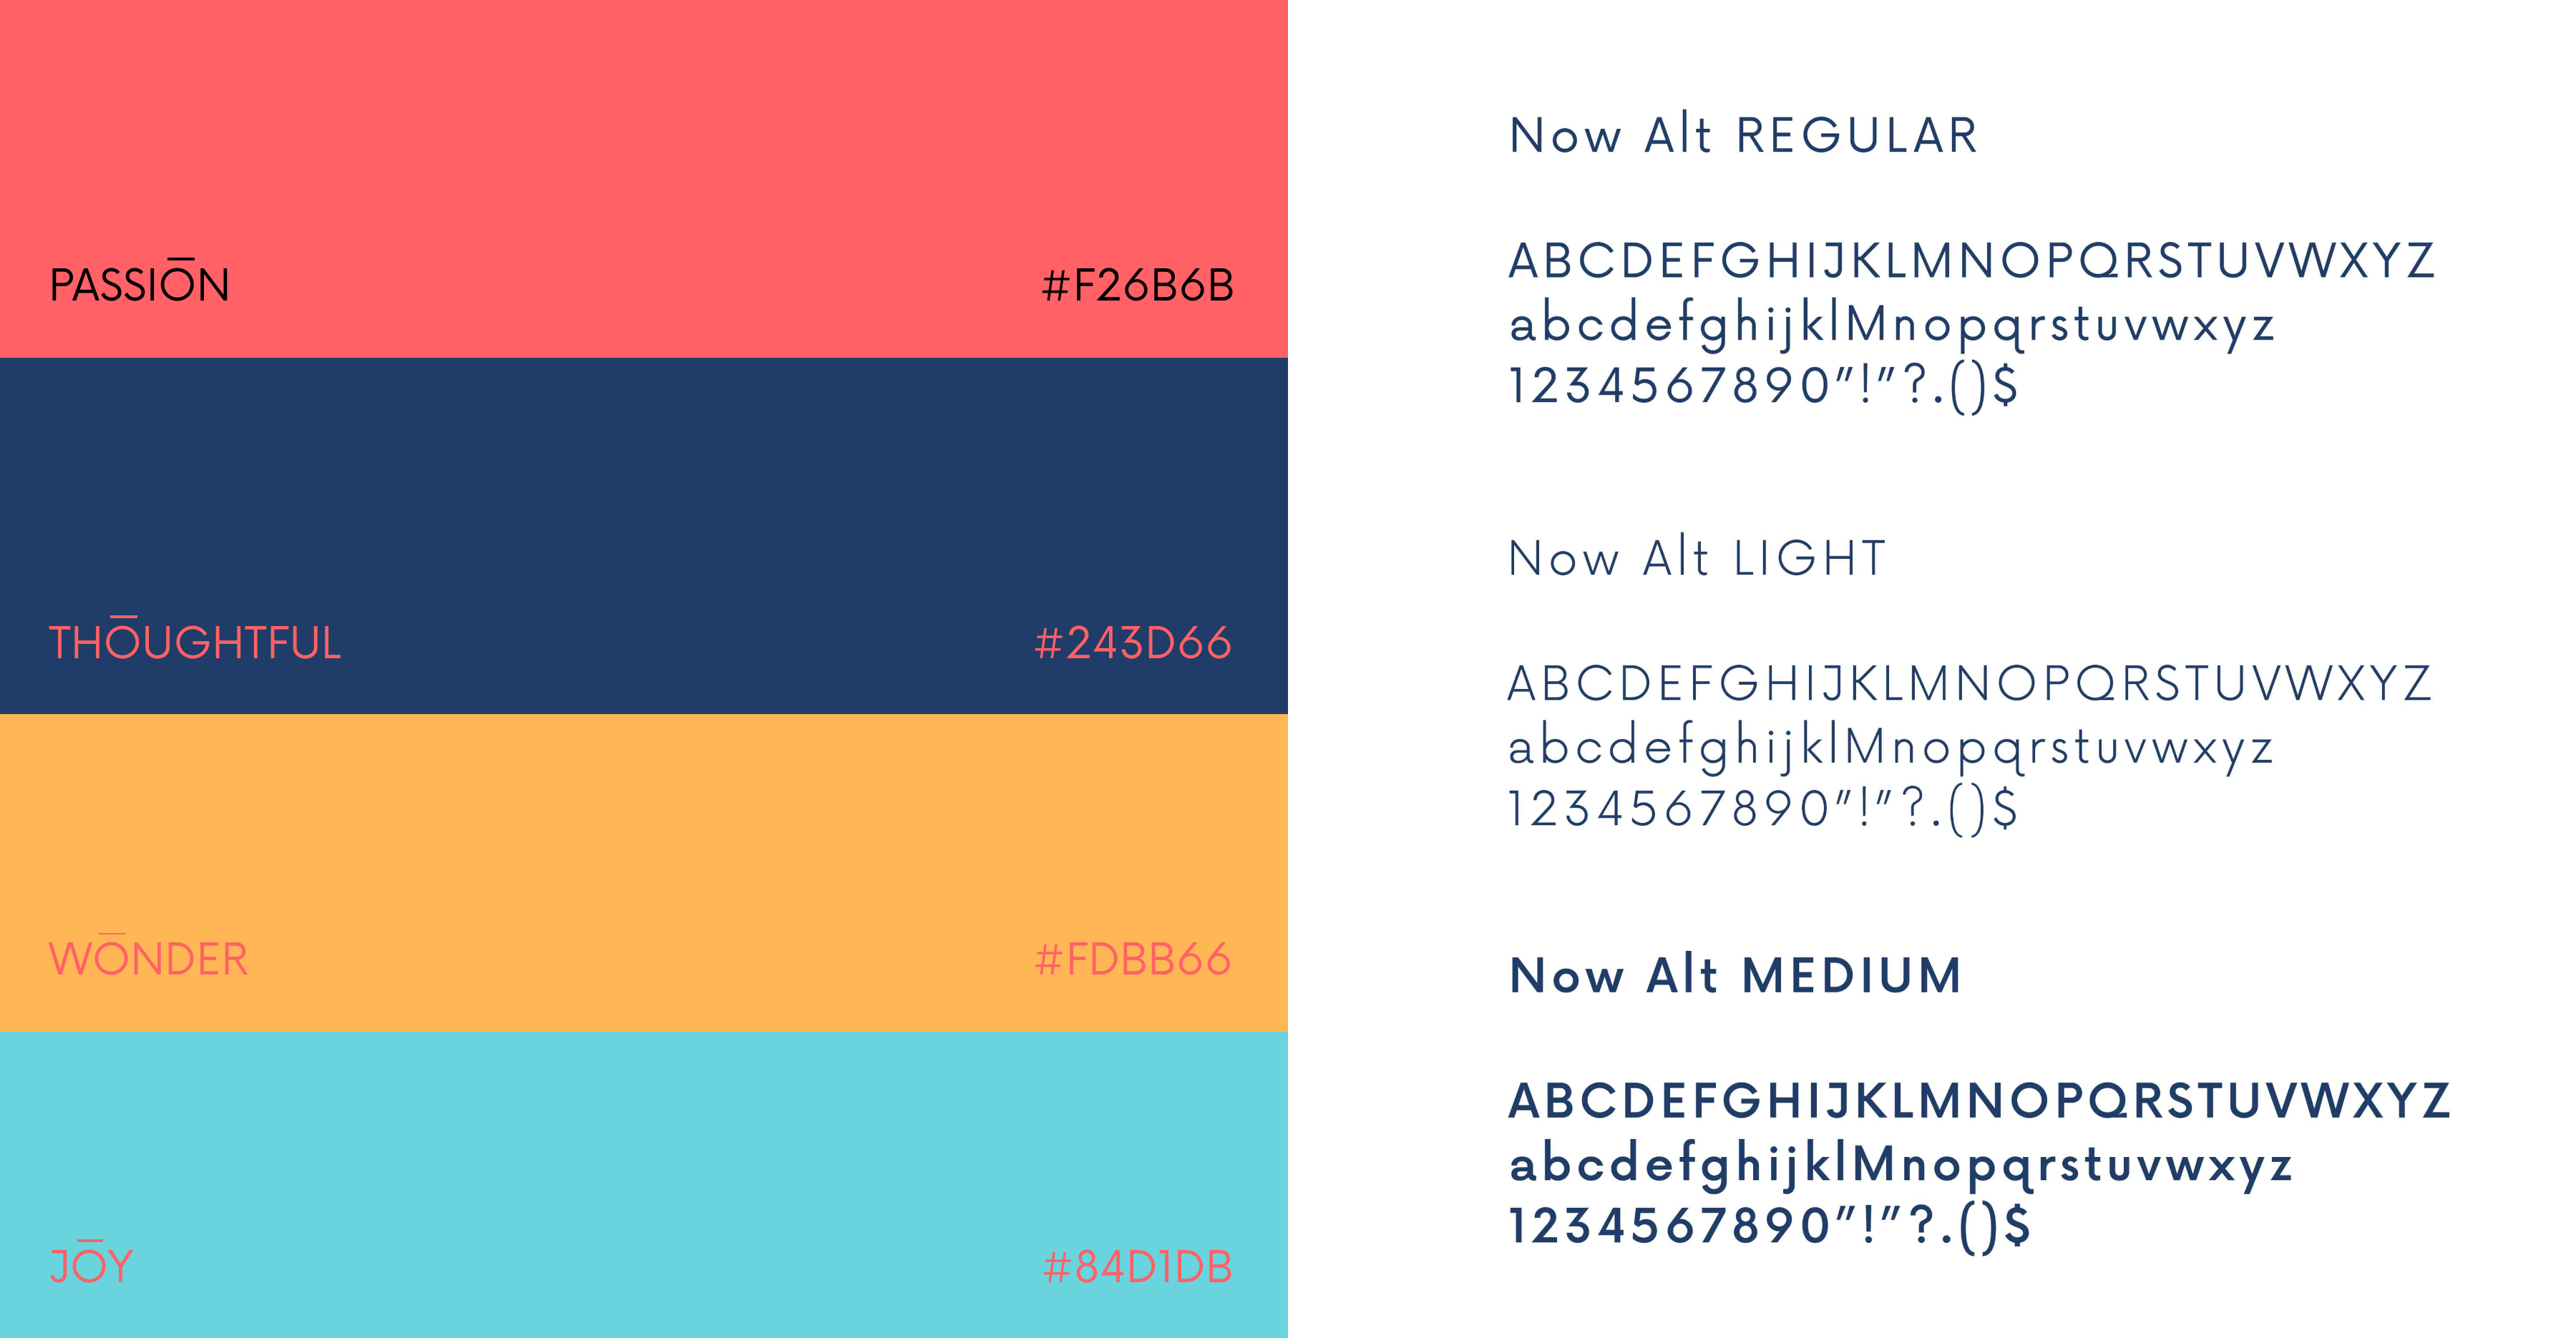 PASSIŌN #F26B6B
THŌUGHTFUL #243D66
WŌNDER #FDBB66
JŌY #84D1DB
Now Alt REGULAR
ABCDEFGHIJKLMNOPQRSTUVWXYZ
abcdefghijklMnopqrstuvwxyz
1234567890"!"?.()$
Now Alt LIGHT
ABCDEFGHIJKLMNOPQRSTUVWXYZ
abcdefghijklMnopqrstuvwxyz
1234567890"!"?.()$
Now Alt MEDIUM
ABCDEFGHIJKLMNOPQRSTUVWXYZ
abcdefghijklMnopqrstuvwxyz
1234567890"!"?.()$